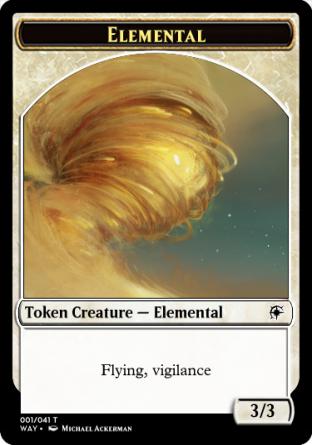 ELEMENTAL
Token Creature — Elemental
Flying, vigilance
3/3
001/041 T
WAY • MICHAEL ACKERMAN